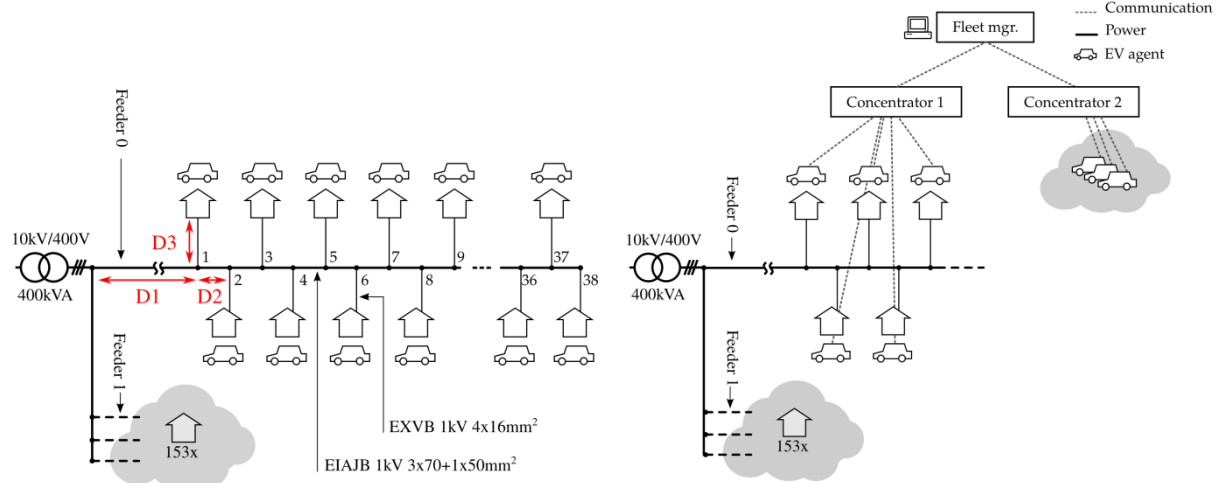 Feeder 0
10kV/400V
400kVA
D3
D1
D2
1
3
5
7
9
37
2
4
6
8
36
38
Feeder 1
153x
EXVB 1kV 4x16mm²
EIAJB 1kV 3x70+1x50mm²
Communication
Power
EV agent
Fleet mgr.
Concentrator 1
Concentrator 2
Feeder 0
10kV/400V
400kVA
Feeder 1
153x